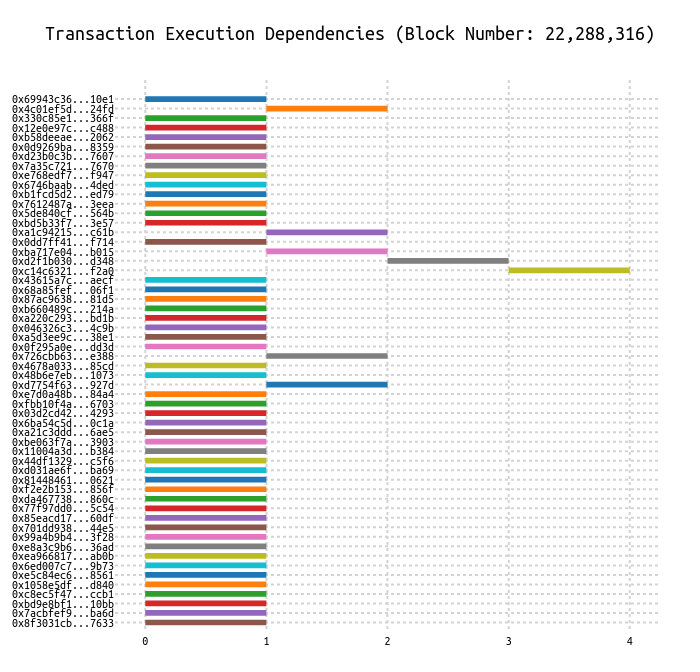 Transaction Execution Dependencies (Block Number: 22,288,316)
0x69943c36...10e1
0x4c01ef5d...24fd
0x330c85e1...366f
0x12e0e97c...c488
0xb58deeae...2062
0x0d9269ba...8359
0xd23b0c3b...7607
0x7a35c721...7670
0xe768edf7...f947
0x6746baab...4ded
0xb1fcd5d2...ed79
0x7612487a...3eea
0x5de840cf...564b
0xbd5b33f7...3e57
0xa1c94215...c61b
0x0dd7ff41...f714
0xba717e04...b015
0xd2f1b030...d348
0xc14c6321...f2a0
0x43615a7c...aecf
0x68a85fef...06f1
0x87ac9638...81d5
0xb660489c...214a
0xa220c293...bd1b
0x046326c3...4c9b
0xa5d3ee9c...38e1
0x0f295a0e...dd3d
0x726cbb63...e388
0x4678a033...85cd
0x48b6e7eb...1073
0xd7754f63...927d
0xe7d0a48b...84a4
0xfbb10f4a...6703
0x03d2cd42...4293
0x6ba54c5d...0c1a
0xa21c3ddd...6ae5
0xbe063f7a...3903
0x11004a3d...b384
0x44df1329...c5f6
0xd031ae6f...ba69
0x81448461...0621
0xf2e2b153...856f
0xda467738...860c
0x77f97dd0...5c54
0x85eacd17...60df
0x701dd938...44e5
0x99a4b9b4...3f28
0xe8a3c9b6...36ad
0xea966817...ab0b
0x6ed007c7...9b73
0xe5c84ec6...8561
0x1058e5df...d840
0xc8ec5f47...ccb1
0xbd9e8bf1...10bb
0x7acbfef9...ba6d
0x8f3031cb...7633
0 1 2 3 4